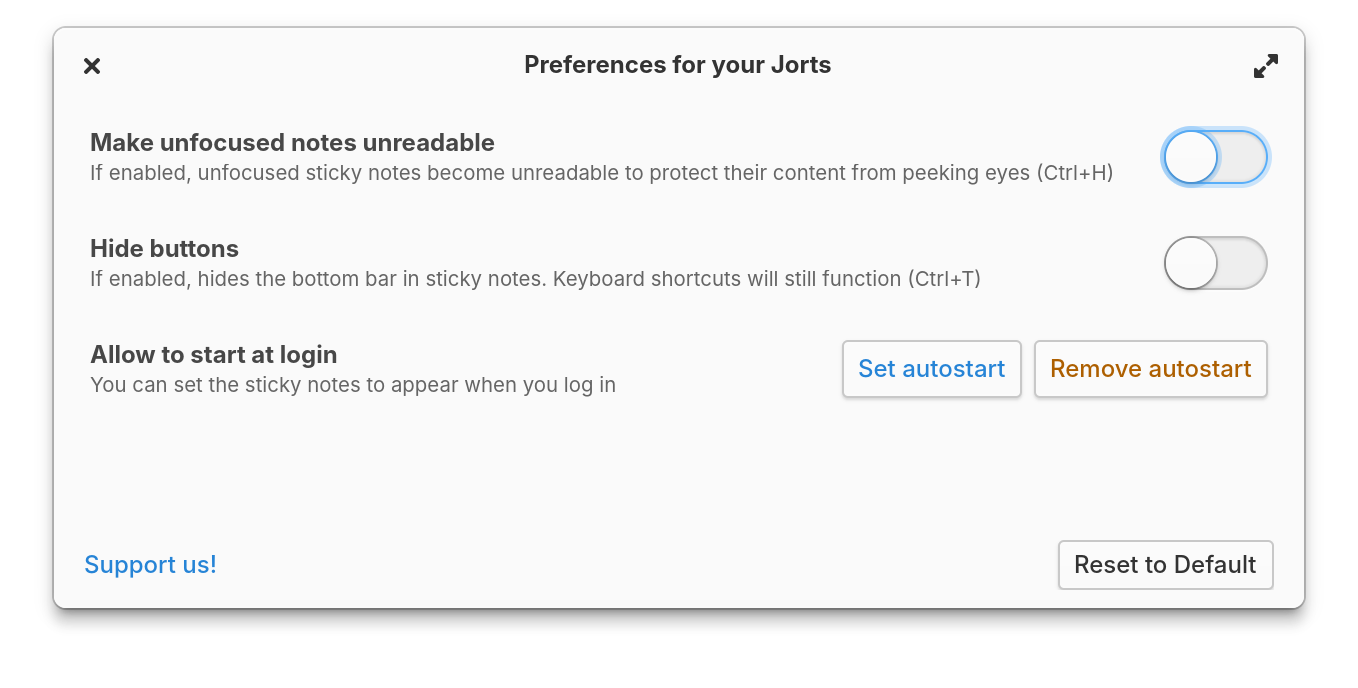 Preferences for your Jorts
Make unfocused notes unreadable
If enabled, unfocused sticky notes become unreadable to protect their content from peeking eyes (Ctrl+H)
Hide buttons
If enabled, hides the bottom bar in sticky notes. Keyboard shortcuts will still function (Ctrl+T)
Allow to start at login
You can set the sticky notes to appear when you log in
Set autostart
Remove autostart
Support us!
Reset to Default